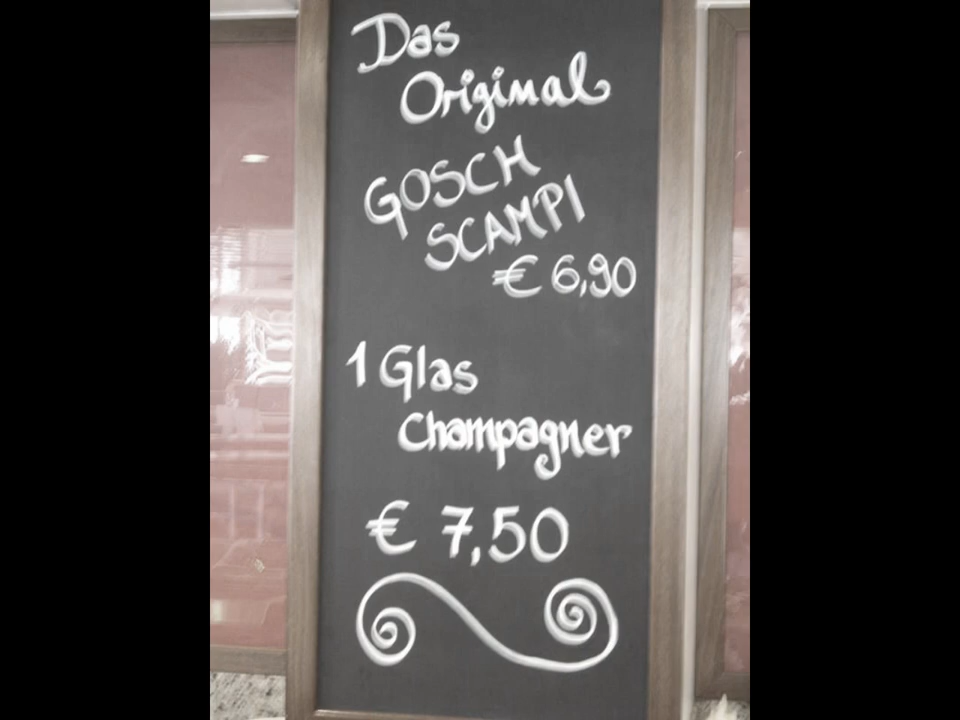 Das
Original
GOSCH
SCAMPI
€ 6,90
1 Glas
Champagner
€ 7,50